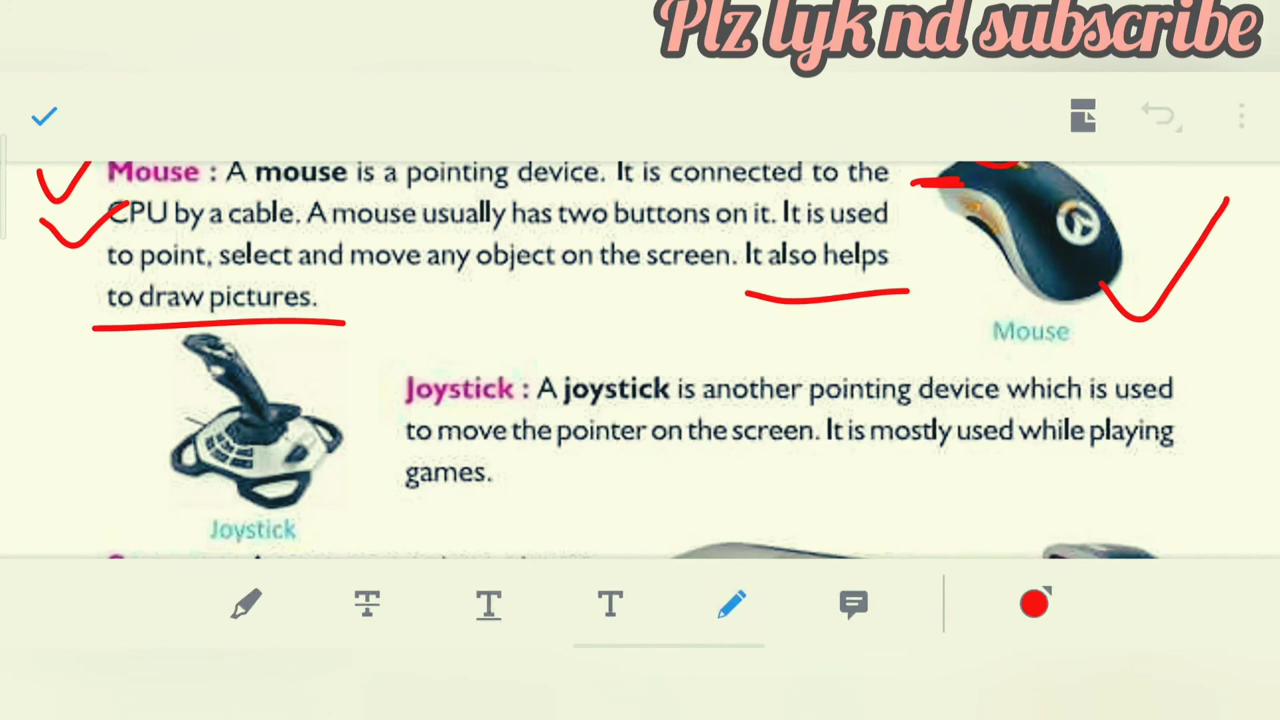 Plz lyk nd subscribe
Mouse : A mouse is a pointing device. It is connected to the
CPU by a cable. A mouse usually has two buttons on it. It is used
to point, select and move any object on the screen. It also helps
to draw pictures.
Mouse
Joystick : A joystick is another pointing device which is used
to move the pointer on the screen. It is mostly used while playing
games.
Joystick